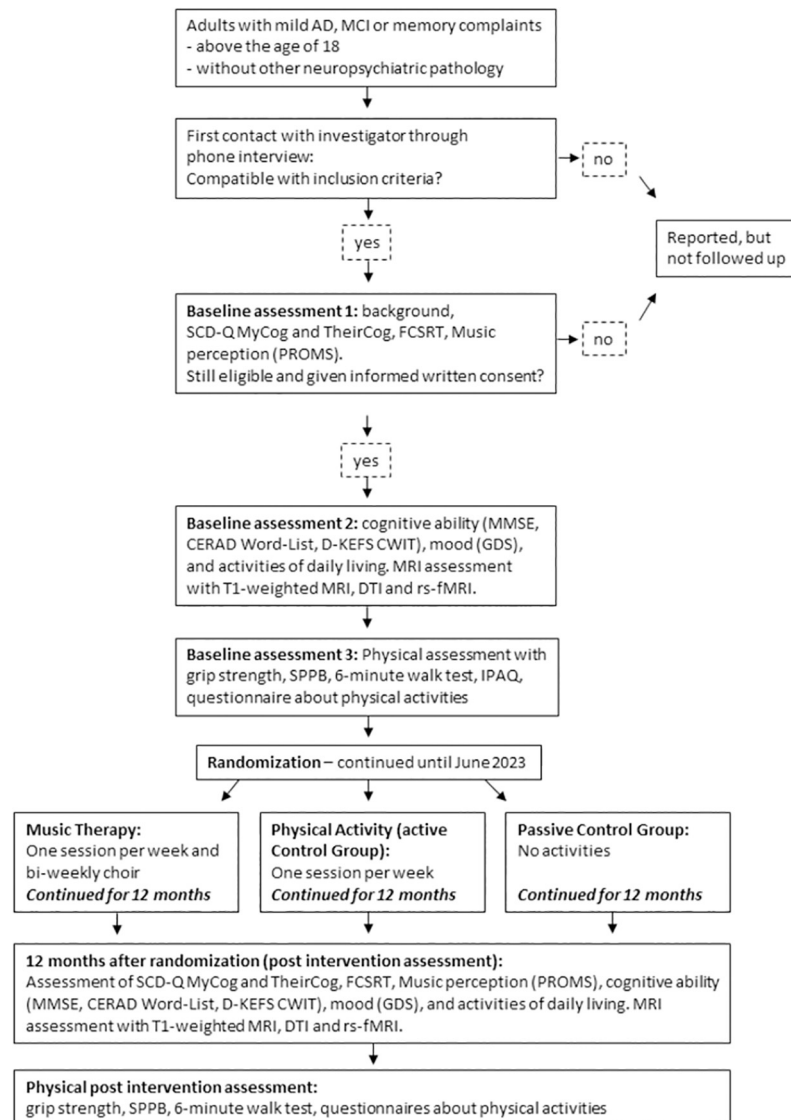 Adults with mild AD, MCI or memory complaints
- above the age of 18
- without other neuropsychiatric pathology
First contact with investigator through
phone interview:
Compatible with inclusion criteria?
no
yes
Reported, but
not followed up
Baseline assessment 1: background,
SCD-Q MyCog and TheirCog, FCSRT, Music
perception (PROMS).
Still eligible and given informed written consent?
no
yes
Baseline assessment 2: cognitive ability (MMSE,
CERAD Word-List, D-KEFS CWIT), mood (GDS),
and activities of daily living. MRI assessment
with T1-weighted MRI, DTI and rs-fMRI.
Baseline assessment 3: Physical assessment with
grip strength, SPPB, 6-minute walk test, IPAQ,
questionnaire about physical activities
Randomization – continued until June 2023
Music Therapy:
One session per week and
bi-weekly choir
Continued for 12 months
Physical Activity (active
Control Group):
One session per week
Continued for 12 months
Passive Control Group:
No activities
Continued for 12 months
12 months after randomization (post intervention assessment):
Assessment of SCD-Q MyCog and TheirCog, FCSRT, Music perception (PROMS), cognitive ability
(MMSE, CERAD Word-List, D-KEFS CWIT), mood (GDS), and activities of daily living. MRI
assessment with T1-weighted MRI, DTI and rs-fMRI.
Physical post intervention assessment:
grip strength, SPPB, 6-minute walk test, questionnaires about physical activities